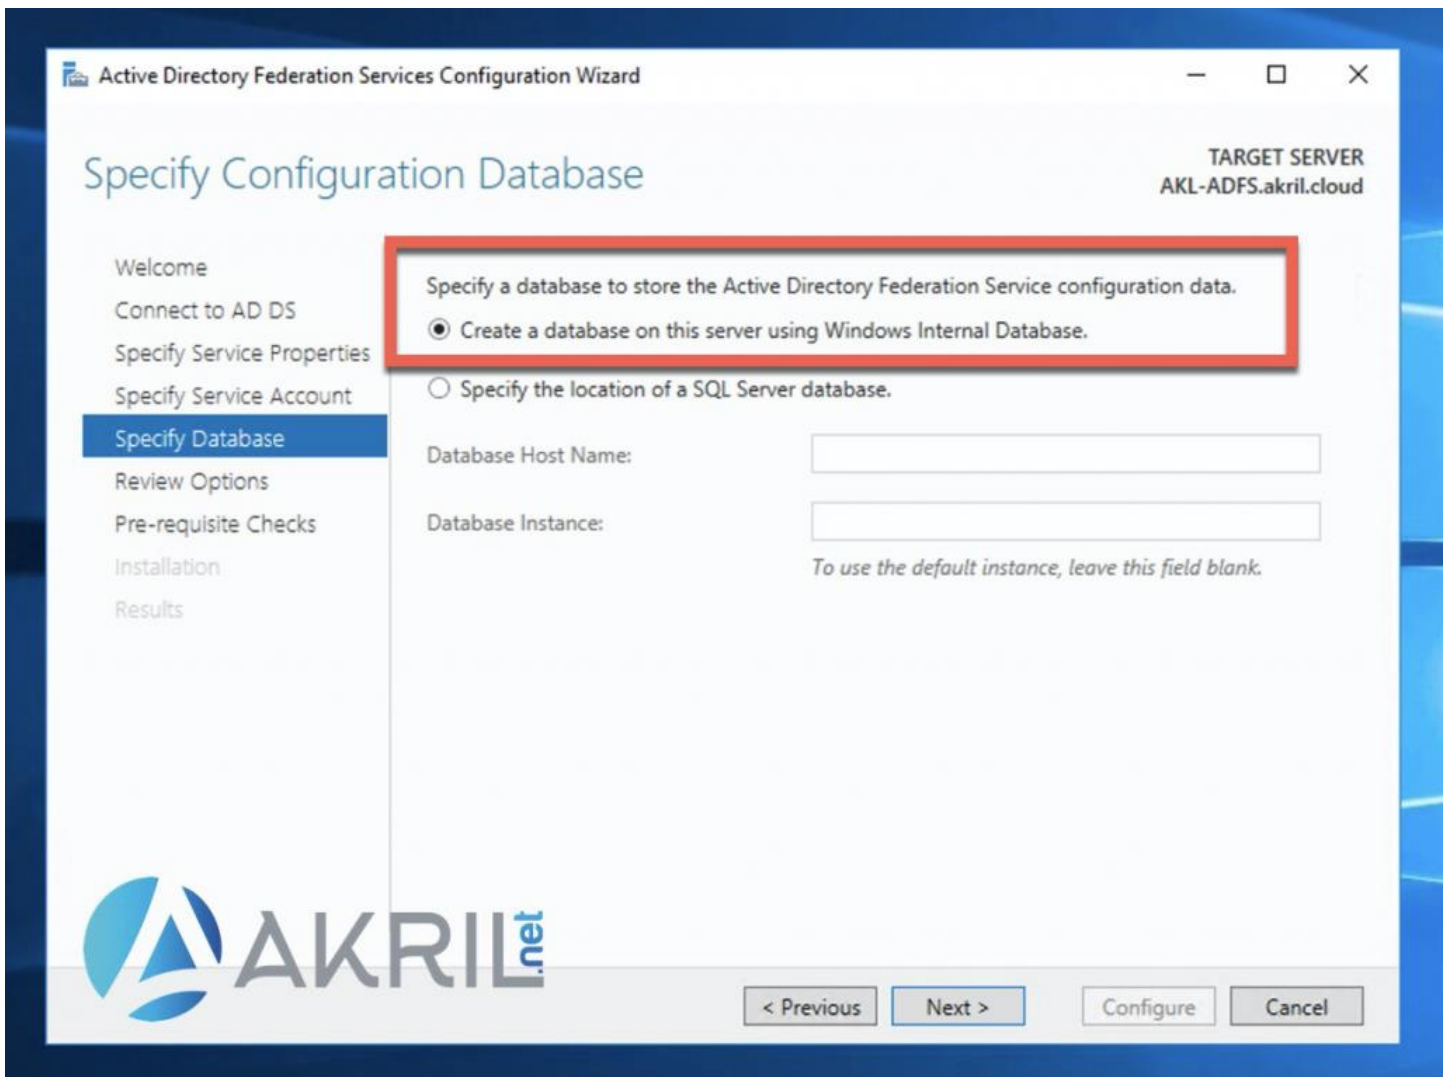 Active Directory Federation Services Configuration Wizard
Specify Configuration Database
TARGET SERVER
AKL-ADFS.akril.cloud
Welcome
Connect to AD DS
Specify Service Properties
Specify Service Account
Specify Database
Review Options
Pre-requisite Checks
Installation
Results
Specify a database to store the Active Directory Federation Service configuration data.
Create a database on this server using Windows Internal Database.
Specify the location of a SQL Server database.
Database Host Name:
Database Instance:
To use the default instance, leave this field blank.
AKRIL.net
< Previous
Next >
Configure
Cancel